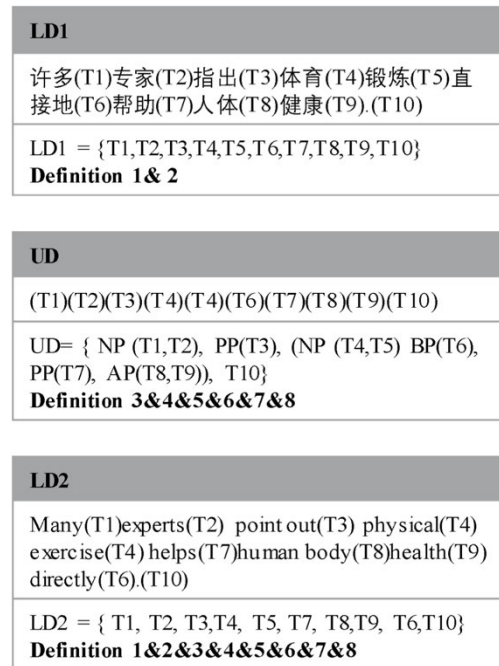 LD1
许多(T1)专家(T2)指出(T3)体育(T4)锻炼(T5)直
接地(T6)帮助(T7)人体(T8)健康(T9).(T10)
LD1 = {T1,T2,T3,T4,T5,T6,T7,T8,T9,T10}
Definition 1& 2
UD
(T1)(T2)(T3)(T4)(T4)(T6)(T7)(T8)(T9)(T10)
UD= { NP (T1,T2), PP(T3), (NP (T4,T5) BP(T6),
PP(T7), AP(T8,T9)), T10}
Definition 3&4&5&6&7&8
LD2
Many(T1)experts(T2) point out(T3) physical(T4)
exercise(T4) helps(T7)human body(T8)health(T9)
directly(T6).(T10)
LD2 = { T1, T2, T3,T4, T5, T7, T8,T9, T6,T10}
Definition 1&2&3&4&5&6&7&8